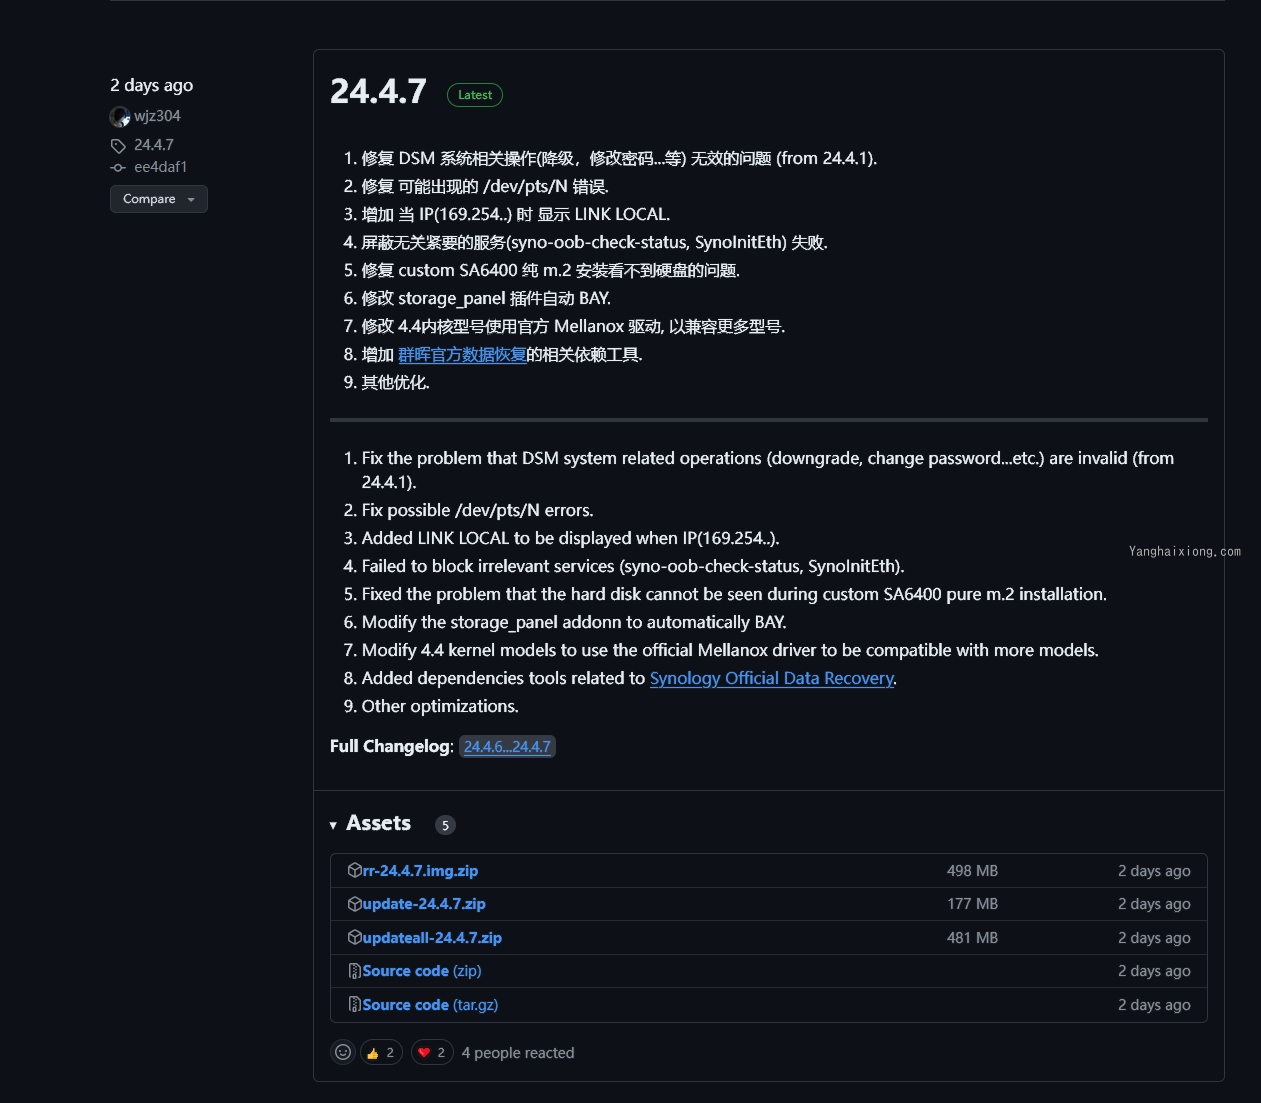 2 days ago
wjz304
24.4.7
ee4daf1
Compare
24.4.7 Latest
1. 修复 DSM 系统相关操作(降级，修改密码...等) 无效的问题 (from 24.4.1).
2. 修复 可能出现的 /dev/pts/N 错误.
3. 增加 当 IP(169.254..) 时 显示 LINK LOCAL.
4. 屏蔽无关紧要的服务(syno-oob-check-status, SynoInitEth) 失败.
5. 修复 custom SA6400 纯 m.2 安装看不到硬盘的问题.
6. 修改 storage_panel 插件自动 BAY.
7. 修改 4.4内核型号使用官方 Mellanox 驱动, 以兼容更多型号.
8. 增加 群晖官方数据恢复的相关依赖工具.
9. 其他优化.
1. Fix the problem that DSM system related operations (downgrade, change password...etc.) are invalid (from
24.4.1).
2. Fix possible /dev/pts/N errors.
3. Added LINK LOCAL to be displayed when IP(169.254..).
Yanghaixiong.com
4. Failed to block irrelevant services (syno-oob-check-status, SynoInitEth).
5. Fixed the problem that the hard disk cannot be seen during custom SA6400 pure m.2 installation.
6. Modify the storage_panel addonn to automatically BAY.
7. Modify 4.4 kernel models to use the official Mellanox driver to be compatible with more models.
8. Added dependencies tools related to Synology Official Data Recovery.
9. Other optimizations.
Full Changelog: 24.4.6...24.4.7
Assets 5
rr-24.4.7.img.zip 498 MB 2 days ago
update-24.4.7.zip 177 MB 2 days ago
updateall-24.4.7.zip 481 MB 2 days ago
Source code (zip) 2 days ago
Source code (tar.gz) 2 days ago
👍 2 ❤️ 2 4 people reacted